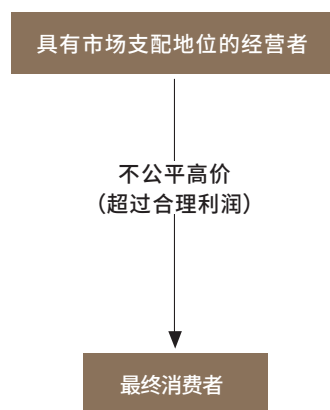 具有市场支配地位的经营者
不公平高价
（超过合理利润）
最终消费者